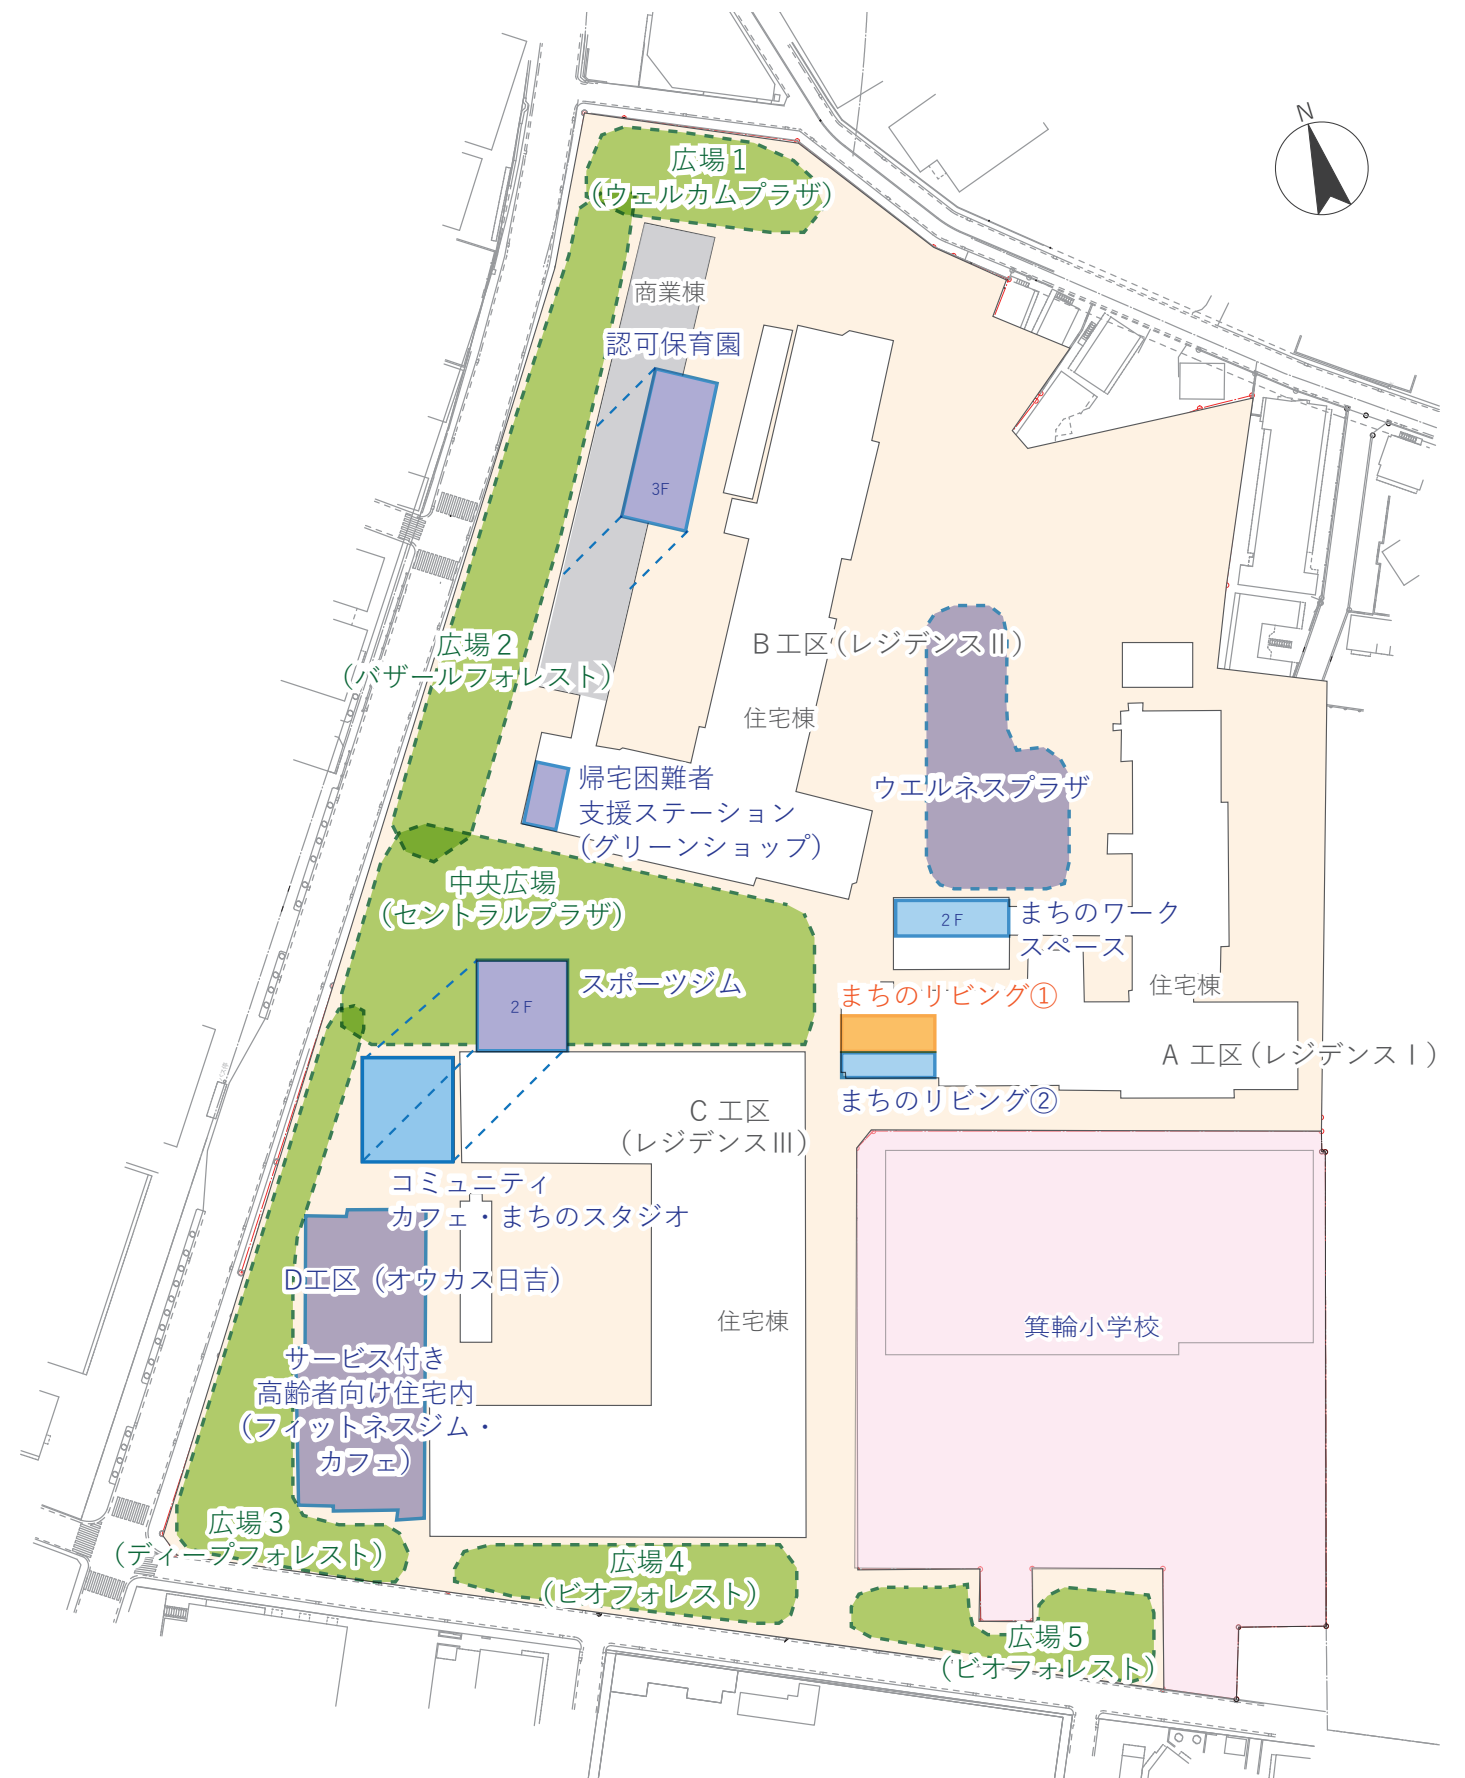 N
広場１
(ウェルカムプラザ)
商業棟
認可保育園
3F
広場２
(バザールフォレスト)
Ｂ工区(レジデンスⅡ)
住宅棟
帰宅困難者
支援ステーション
(グリーンショップ)
ウエルネスプラザ
中央広場
(セントラルプラザ)
2F
まちのワーク
スペース
スポーツジム
2F
住宅棟
まちのリビング①
A 工区(レジデンスⅠ)
まちのリビング②
C 工区
(レジデンスⅢ)
コミュニティ
カフェ・まちのスタジオ
D工区 (オウカス日吉)
住宅棟
箕輪小学校
サービス付き
高齢者向け住宅内
(フィットネスジム・
カフェ)
広場３
(ディープフォレスト)
広場４
(ビオフォレスト)
広場５
(ビオフォレスト)